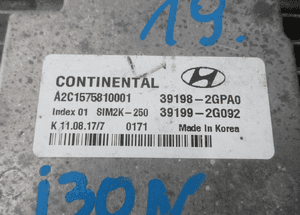 19.
CONTINENTAL
A2C1575810001 39198-2GPA0
Index 01 SIM2K-250 39199-2G092
K 11.08.17/7 0171 Made in Korea
i30N